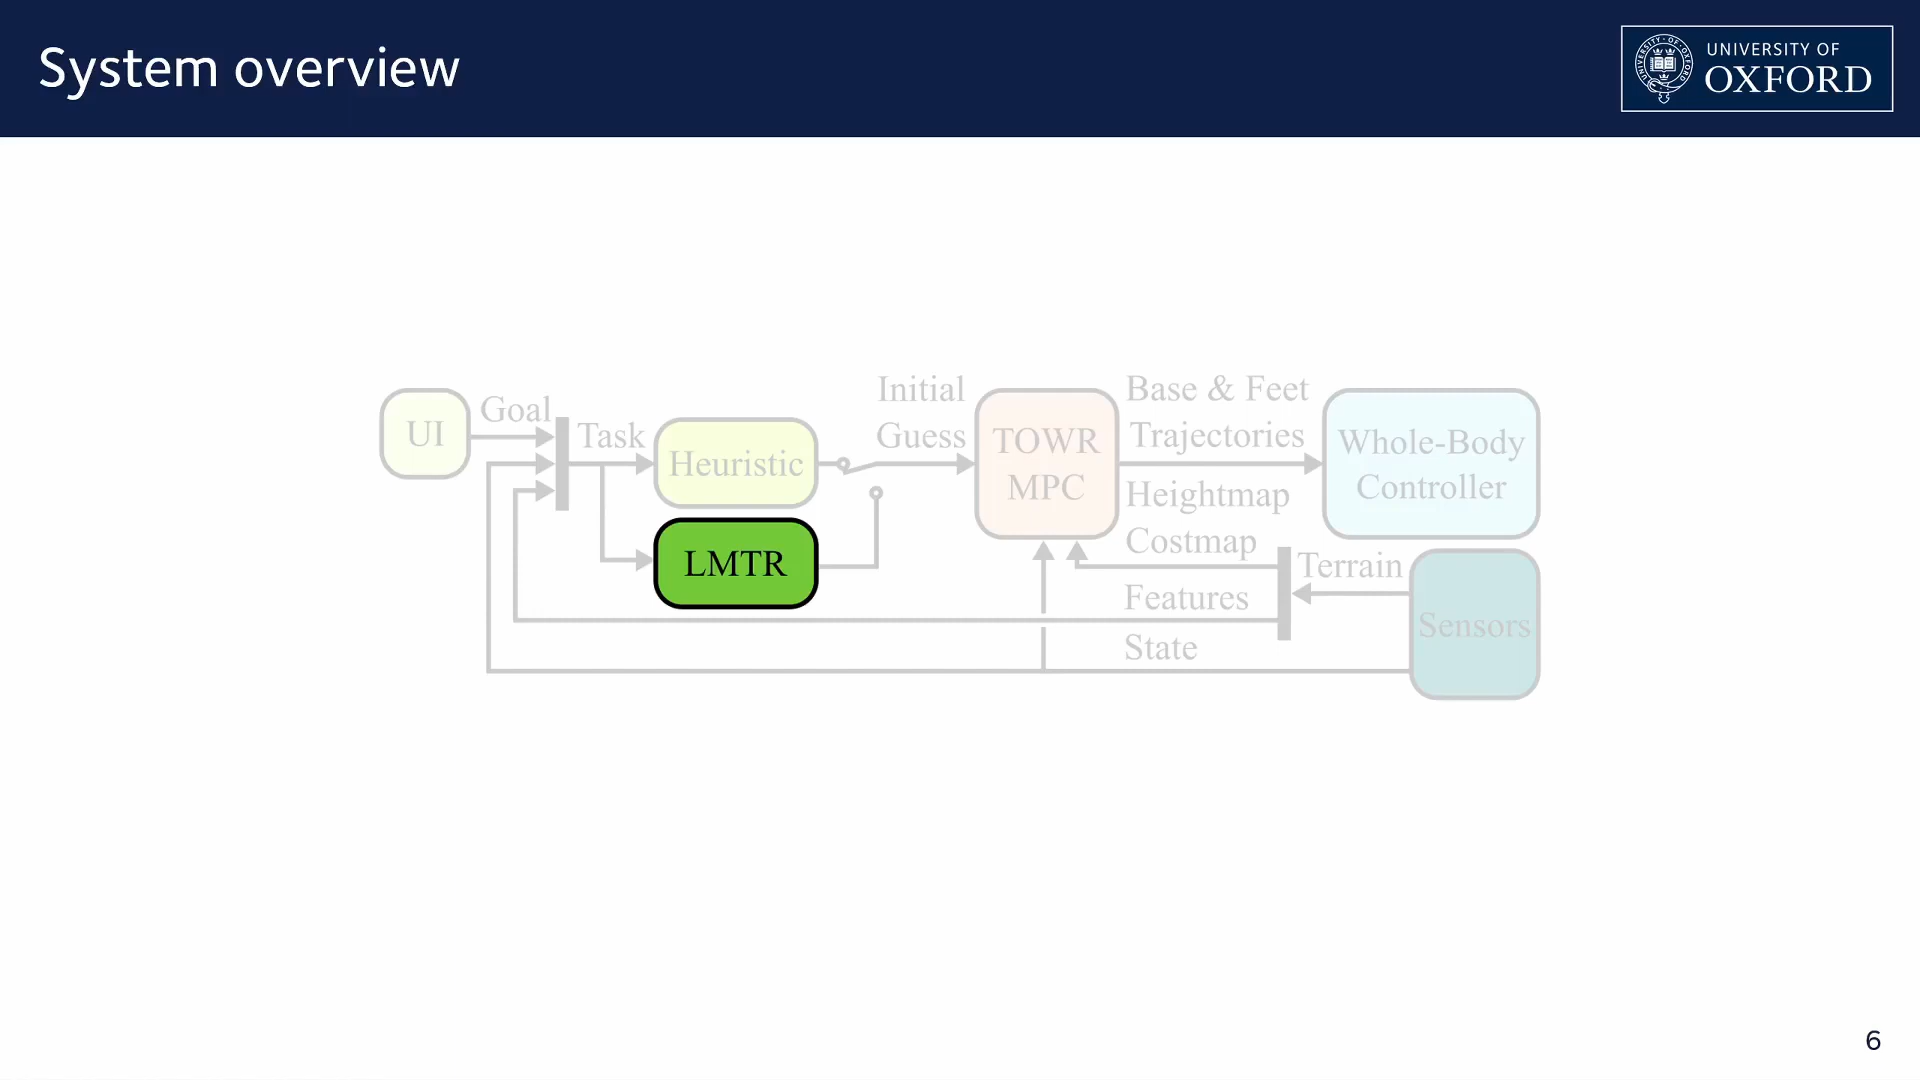 System overview
UNIVERSITY OF
OXFORD
UI
Goal
Task
Heuristic
LMTR
Initial
Guess
TOWR
MPC
Base & Feet
Trajectories
Heightmap
Costmap
Features
State
Whole-Body
Controller
Terrain
Sensors
6